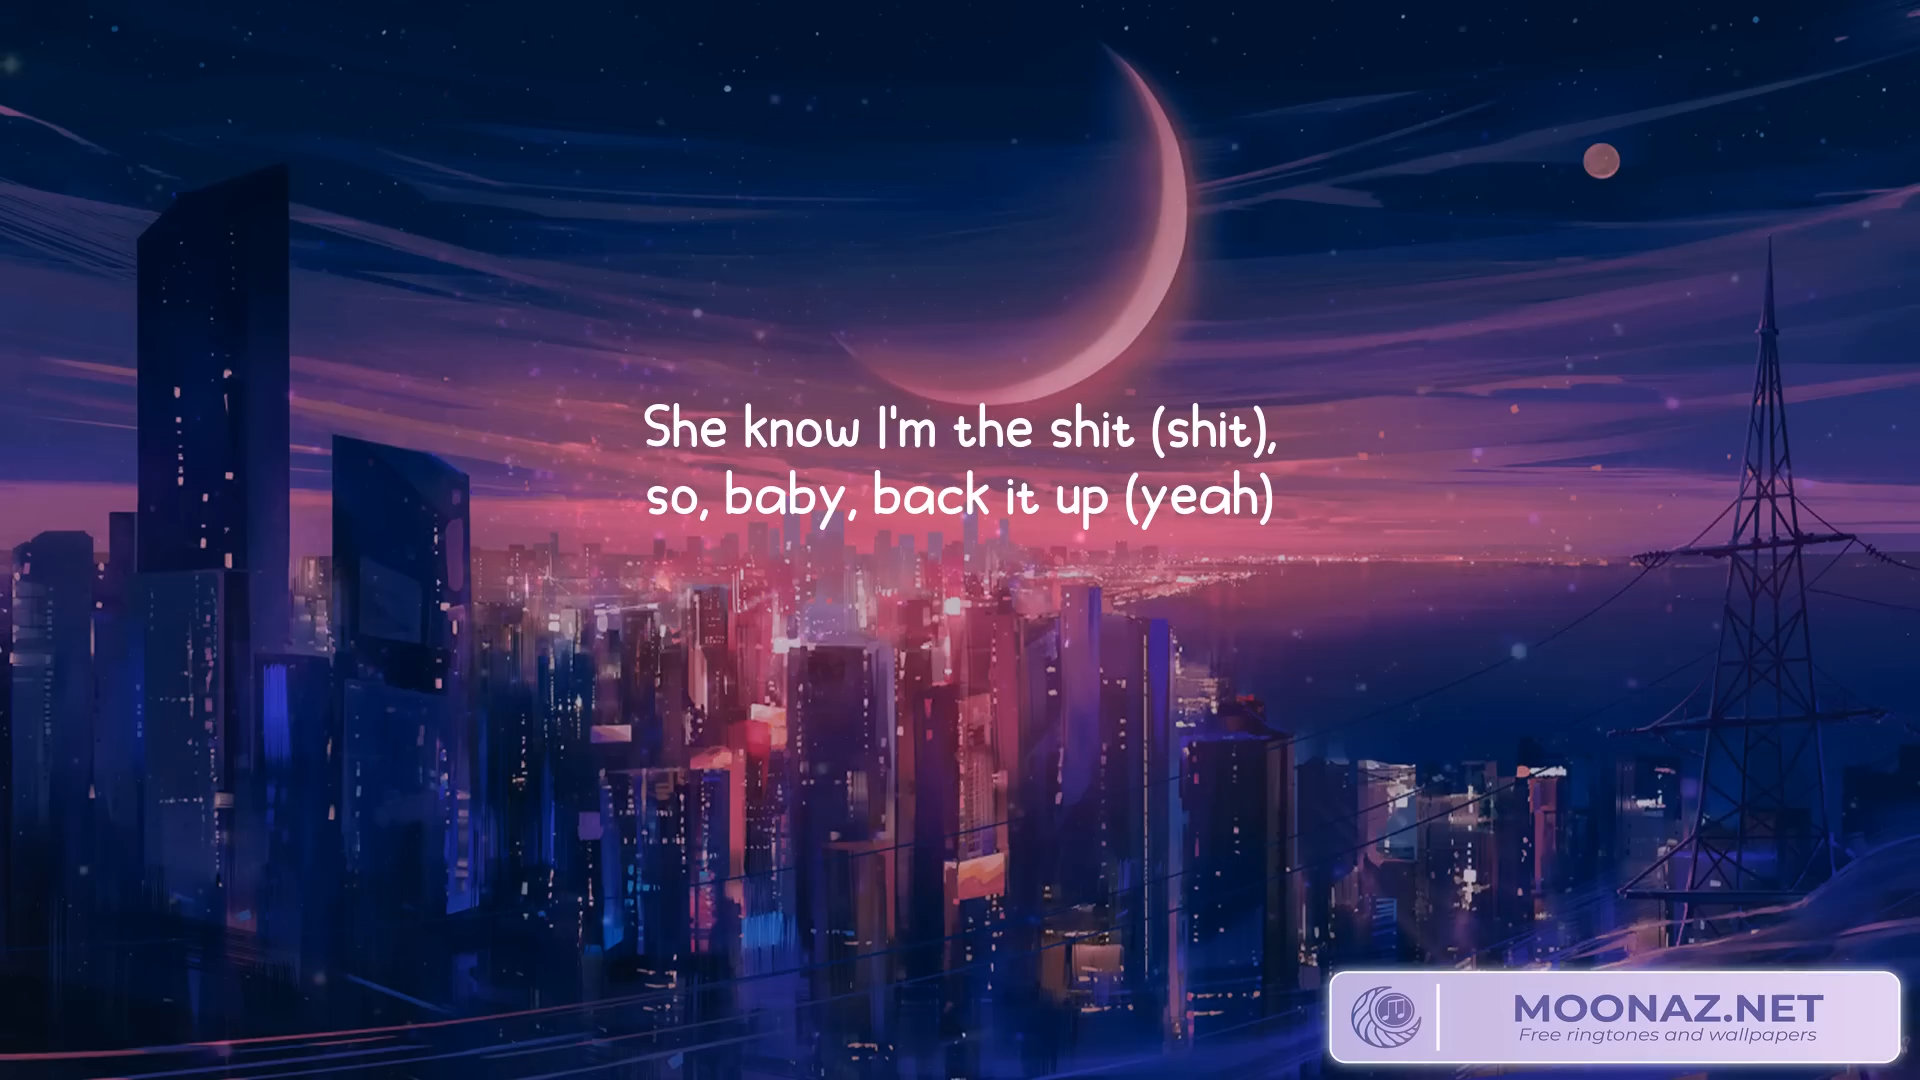 She know I'm the shit (shit),
so, baby, back it up (yeah)
MOONAZ.NET
Free ringtones and wallpapers